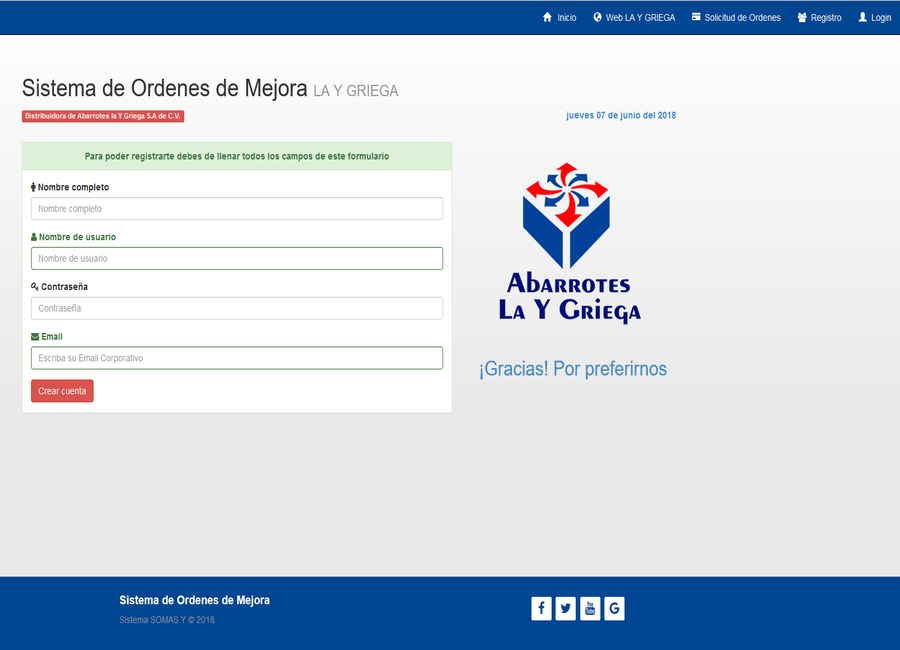 Inicio Web LA Y GRIEGA Solicitud de Ordenes Registro Login
Sistema de Ordenes de Mejora LA Y GRIEGA
Distribuidora de Abarrotes la Y Griega S.A de C.V.
jueves 07 de junio del 2018
Para poder registrarte debes de llenar todos los campos de este formulario
Nombre completo
Nombre completo
Nombre de usuario
Nombre de usuario
Contraseña
Contraseña
Email
Escriba su Email Corporativo
Crear cuenta
ABARROTES
LA Y GRIEGA
¡Gracias! Por preferirnos
Sistema de Ordenes de Mejora
Sistema SOMAS Y © 2018
You
Tube